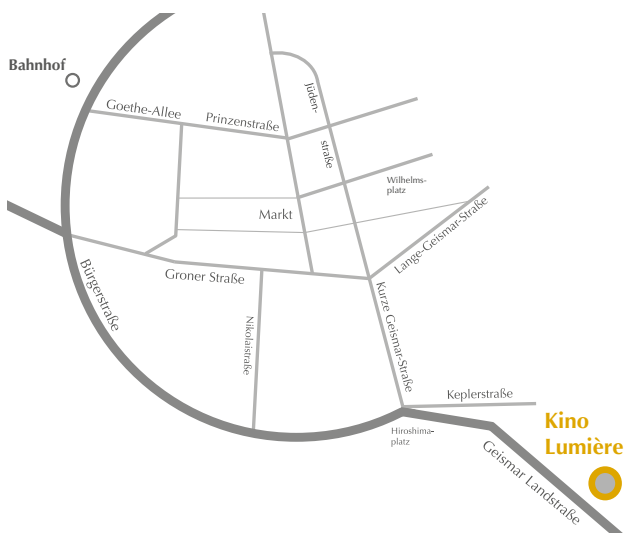 Bahnhof
Goethe-Allee
Prinzenstraße
Jüden-
straße
Wilhelms-
platz
Markt
Lange-Geismar-Straße
Groner Straße
Bürgerstraße
Nikolaistraße
Kurze Geismar-Straße
Keplerstraße
Hiroshima-
platz
Kino
Lumière
Geismar Landstraße